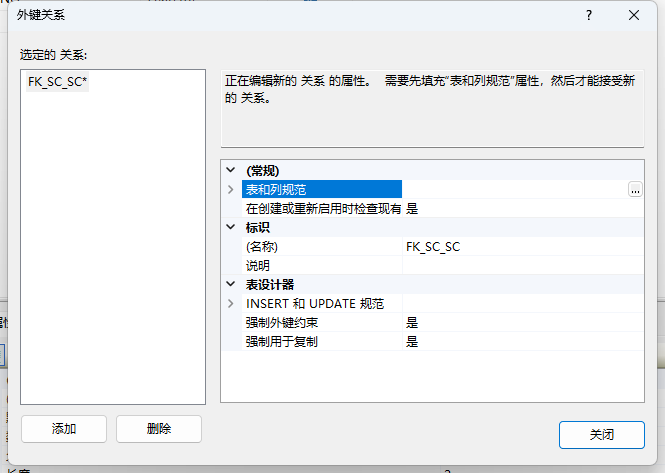 外键关系
?
选定的 关系:
FK_SC_SC*
正在编辑新的 关系 的属性。 需要先填充“表和列规范”属性，然后才能接受新
的 关系。
(常规)
表和列规范
...
在创建或重新启用时检查现有 是
标识
(名称) FK_SC_SC
说明
表设计器
INSERT 和 UPDATE 规范
强制外键约束 是
强制用于复制 是
添加
删除
关闭